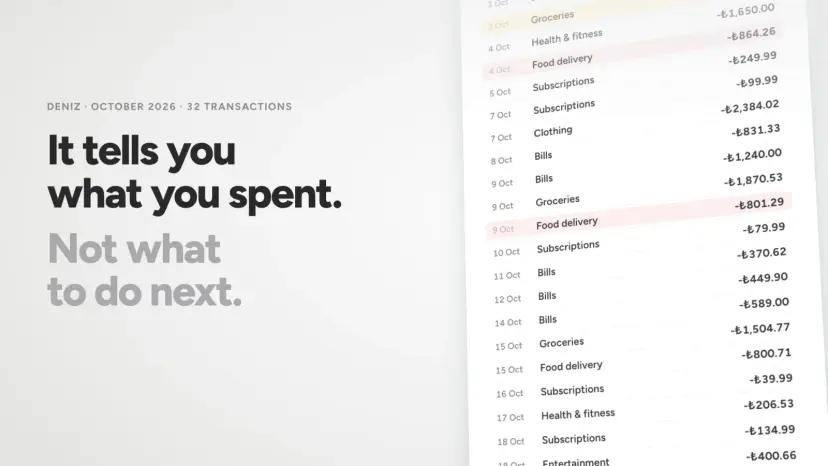 DENIZ · OCTOBER 2026 · 32 TRANSACTIONS
It tells you
what you spent.
Not what
to do next.
3 Oct Groceries
4 Oct Health & fitness -₺1,650.00
4 Oct Food delivery -₺864.26
5 Oct Subscriptions -₺249.99
7 Oct Subscriptions -₺99.99
7 Oct Clothing -₺2,384.02
8 Oct Bills -₺831.33
9 Oct Bills -₺1,240.00
9 Oct Groceries -₺1,870.53
9 Oct Food delivery -₺801.29
10 Oct Subscriptions -₺79.99
11 Oct Bills -₺370.62
12 Oct Bills -₺449.90
14 Oct Bills -₺589.00
15 Oct Groceries -₺1,504.77
15 Oct Food delivery -₺800.71
16 Oct Subscriptions -₺39.99
17 Oct Health & fitness -₺206.53
18 Oct Subscriptions -₺134.99
18 Oct Entertainment -₺400.66